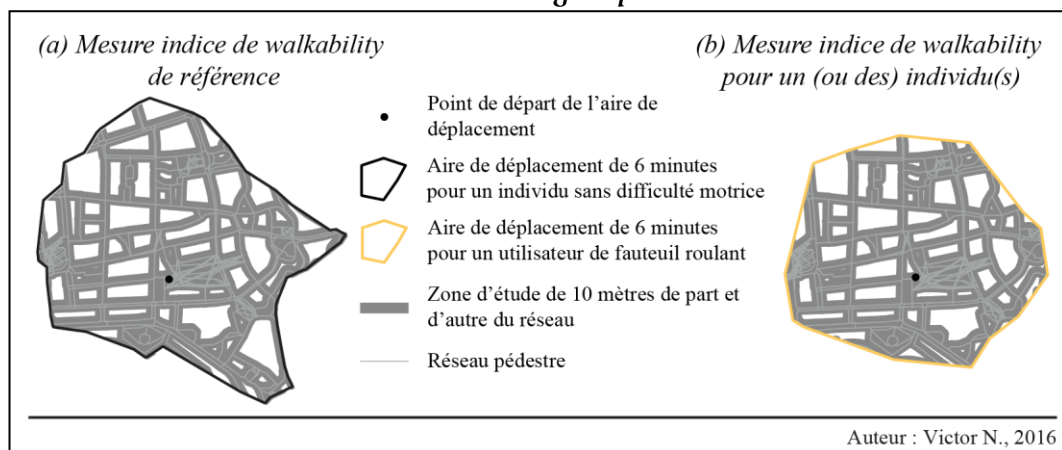 (a) Mesure indice de walkability
de référence
Point de départ de l'aire de
déplacement
Aire de déplacement de 6 minutes
pour un individu sans difficulté motrice
Aire de déplacement de 6 minutes
pour un utilisateur de fauteuil roulant
Zone d'étude de 10 mètres de part et
d'autre du réseau
Réseau pédestre
(b) Mesure indice de walkability
pour un (ou des) individu(s)
Auteur : Victor N., 2016